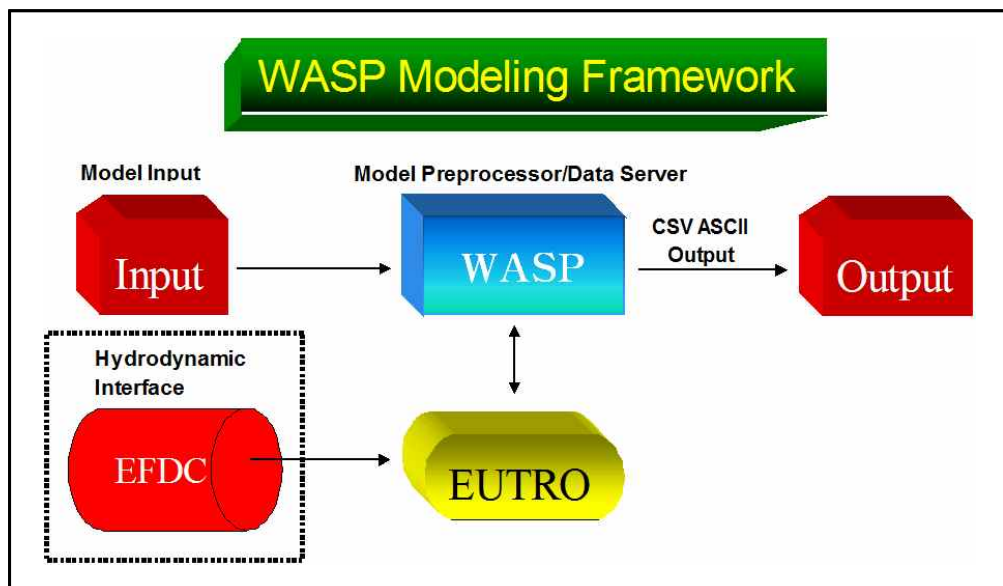 WASP Modeling Framework
Model Input
Model Preprocessor/Data Server
Input
WASP
CSV ASCII
Output
Output
Hydrodynamic
Interface
EFDC
EUTRO